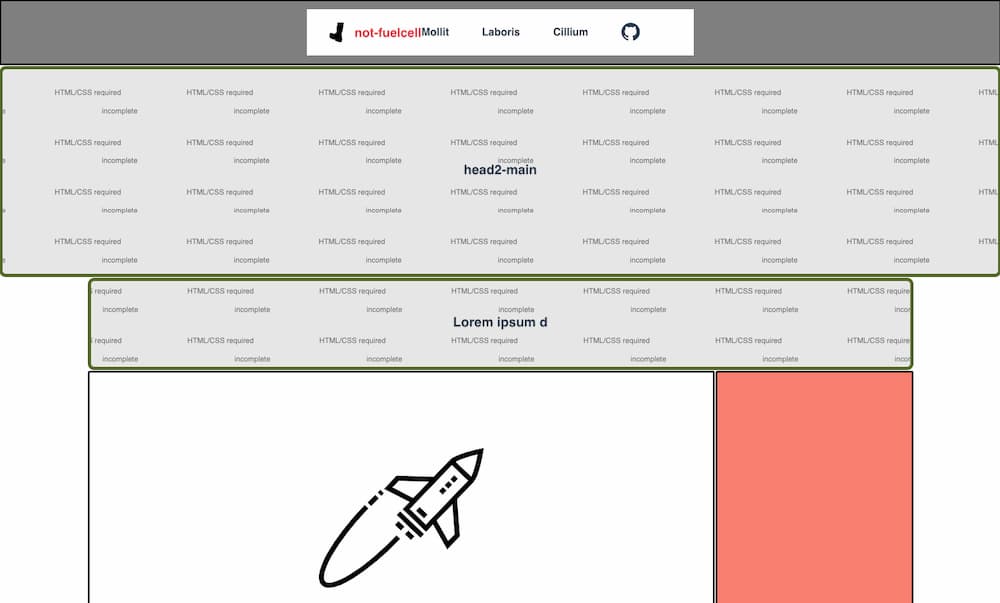 not-fuelcell Mollit Laboris Cillium
HTML/CSS required HTML/CSS required HTML/CSS required HTML/CSS required HTML/CSS required HTML/CSS required HTML/CSS required HTML
incomplete incomplete incomplete incomplete incomplete incomplete incomplete
HTML/CSS required HTML/CSS required HTML/CSS required HTML/CSS required HTML/CSS required HTML/CSS required HTML/CSS required HTML
incomplete incomplete incomplete incomplete incomplete incomplete incomplete
head2-main
HTML/CSS required HTML/CSS required HTML/CSS required HTML/CSS required HTML/CSS required HTML/CSS required HTML/CSS required HTML
incomplete incomplete incomplete incomplete incomplete incomplete incomplete
HTML/CSS required HTML/CSS required HTML/CSS required HTML/CSS required HTML/CSS required HTML/CSS required HTML/CSS required HTML
incomplete incomplete incomplete incomplete incomplete incomplete incomplete
required HTML/CSS required HTML/CSS required HTML/CSS required HTML/CSS required HTML/CSS required HTML/CSS require
incomplete incomplete incomplete incomplete incomplete incomplete
Lorem ipsum d
required HTML/CSS required HTML/CSS required HTML/CSS required HTML/CSS required HTML/CSS required HTML/CSS require
incomplete incomplete incomplete incomplete incomplete incomplete